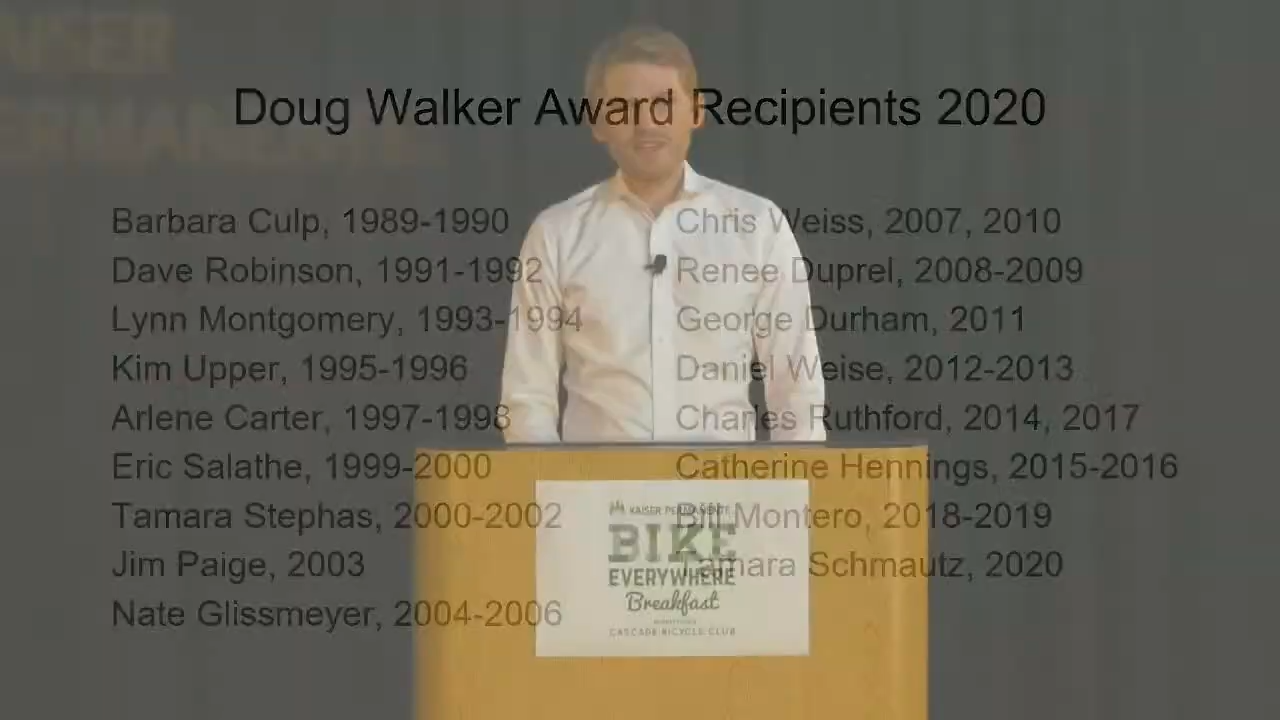 AISER
ERMANENTE
Doug Walker Award Recipients 2020
Barbara Culp, 1989-1990
Dave Robinson, 1991-1992
Lynn Montgomery, 1993-1994
Kim Upper, 1995-1996
Arlene Carter, 1997-1998
Eric Salathe, 1999-2000
Tamara Stephas, 2000-2002
Jim Paige, 2003
Nate Glissmeyer, 2004-2006
Chris Weiss, 2007, 2010
Renee Duprel, 2008-2009
George Durham, 2011
Daniel Weise, 2012-2013
Charles Ruthford, 2014, 2017
Catherine Hennings, 2015-2016
Bill Montero, 2018-2019
Tamara Schmautz, 2020
KAISER PERMANENTE
BIKE
EVERYWHERE
Breakfast
CASCADE BICYCLE CLUB